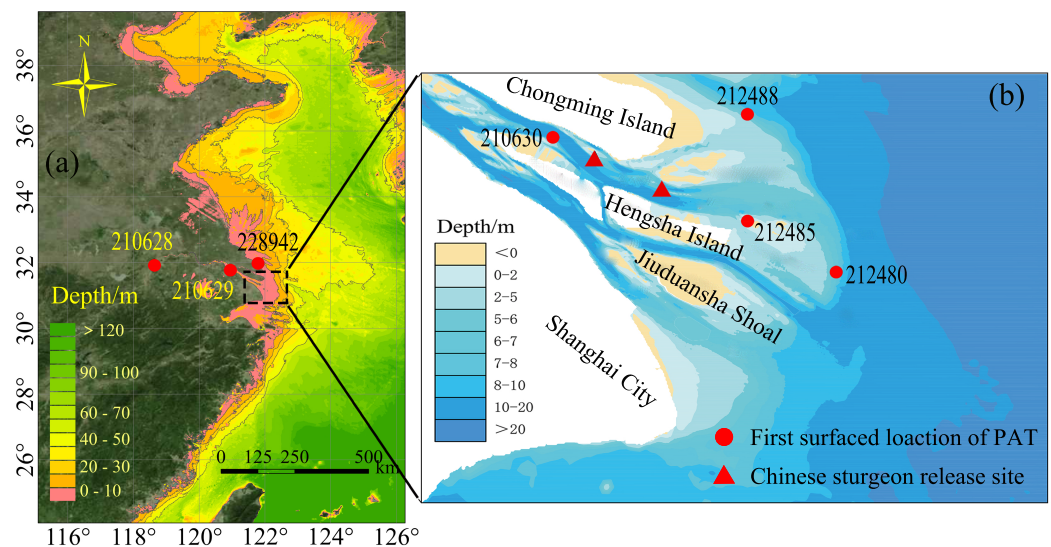 38°
36°
34°
32°
30°
28°
26°
N
(a)
210628
228942
210629
Depth/m
> 120
90 - 100
60 - 70
40 - 50
20 - 30
0 - 10
0 125 250 500
km
116° 118° 120° 122° 124° 126°
(b)
Chongming Island
212488
210630
Hengsha Island
212485
Jiuduansha Shoal
212480
Shanghai City
Depth/m
<0
0-2
2-5
5-6
6-7
7-8
8-10
10-20
>20
First surfaced loaction of PAT
Chinese sturgeon release site